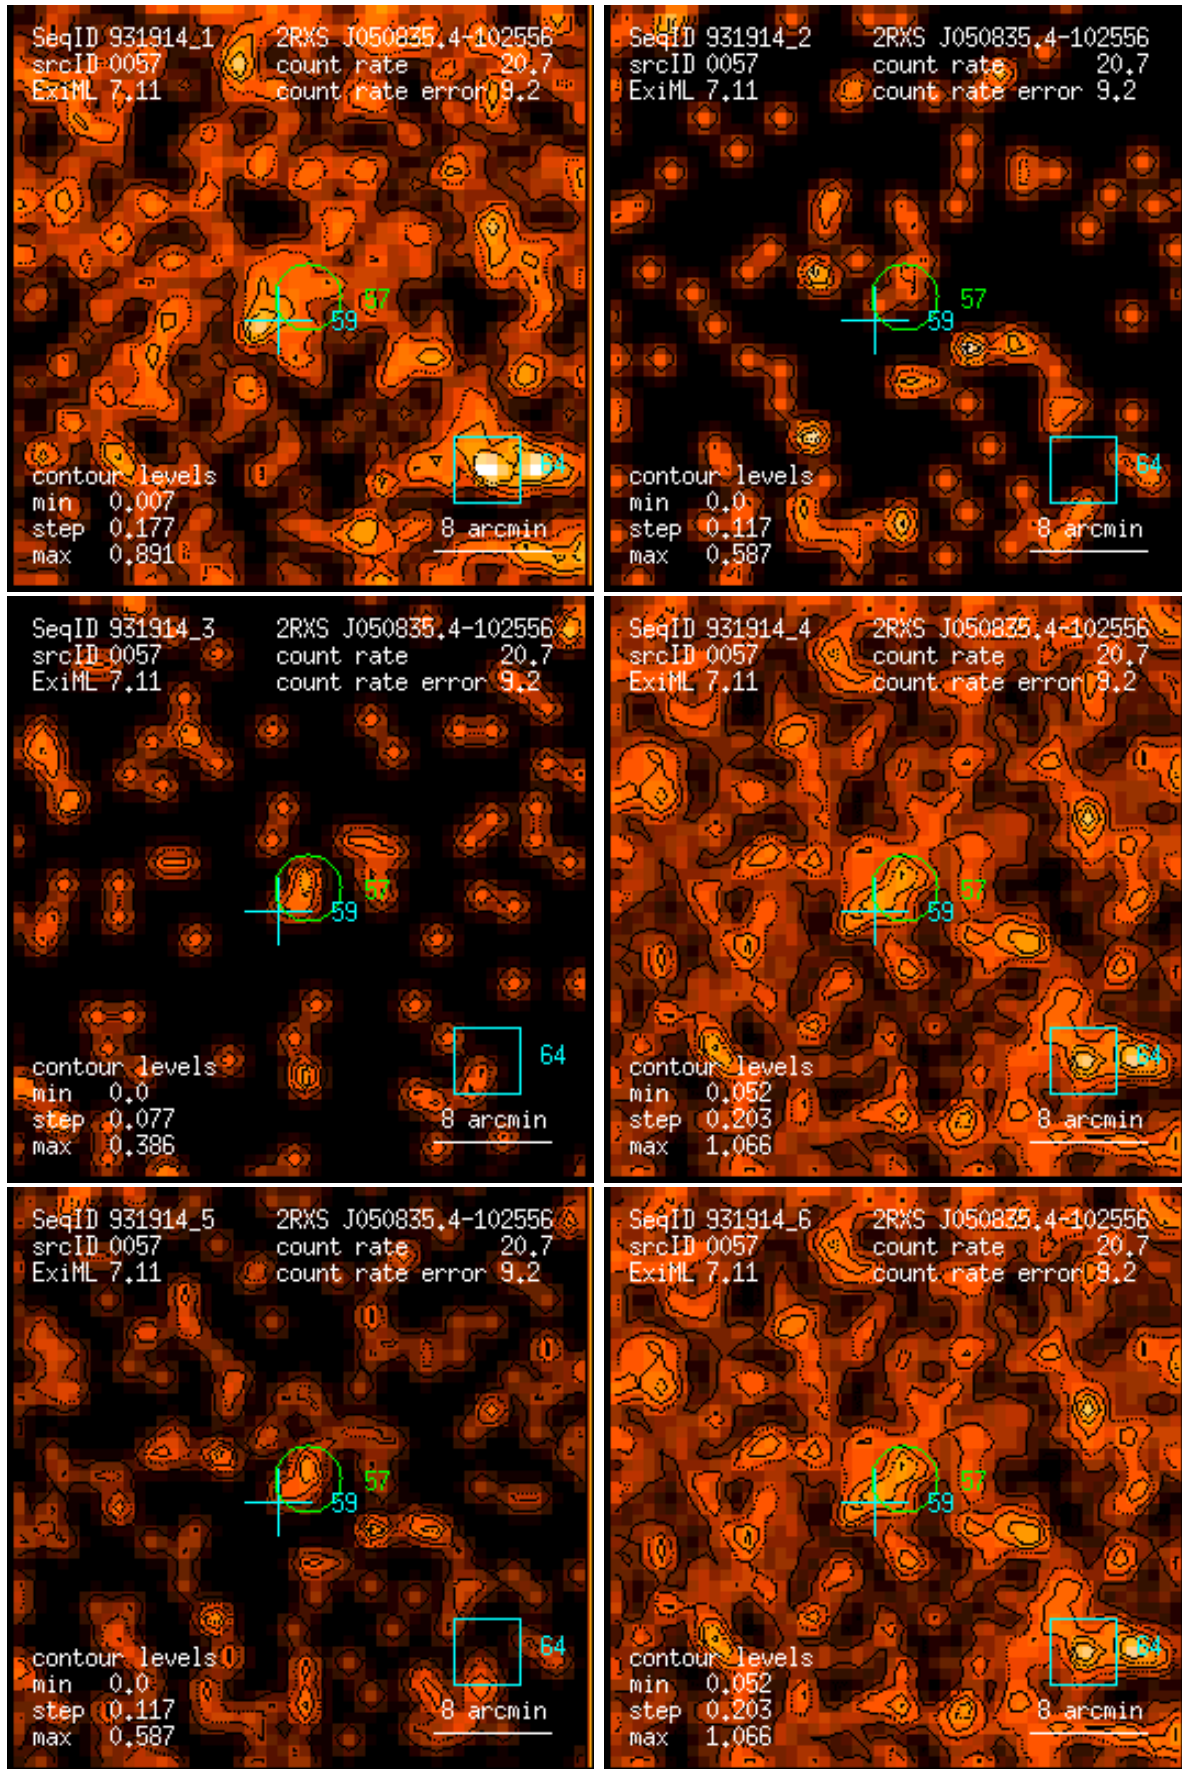 SeqID 931914_1 2RXS J050835.4-102556
srcID 0057 count rate 20.7
ExiML 7.11 count rate error 9.2
57
59
64
contour levels
min 0.007
step 0.177 8 arcmin
max 0.891
SeqID 931914_2 2RXS J050835.4-102556
srcID 0057 count rate 20.7
ExiML 7.11 count rate error 9.2
57
59
64
contour levels
min 0.0
step 0.117 8 arcmin
max 0.587
SeqID 931914_3 2RXS J050835.4-102556
srcID 0057 count rate 20.7
ExiML 7.11 count rate error 9.2
57
59
64
contour levels
min 0.0
step 0.077 8 arcmin
max 0.386
SeqID 931914_4 2RXS J050835.4-102556
srcID 0057 count rate 20.7
ExiML 7.11 count rate error 9.2
57
59
64
contour levels
min 0.052
step 0.203 8 arcmin
max 1.066
SeqID 931914_5 2RXS J050835.4-102556
srcID 0057 count rate 20.7
ExiML 7.11 count rate error 9.2
57
59
64
contour levels
min 0.0
step 0.117 8 arcmin
max 0.587
SeqID 931914_6 2RXS J050835.4-102556
srcID 0057 count rate 20.7
ExiML 7.11 count rate error 9.2
57
59
64
contour levels
min 0.052
step 0.203 8 arcmin
max 1.066